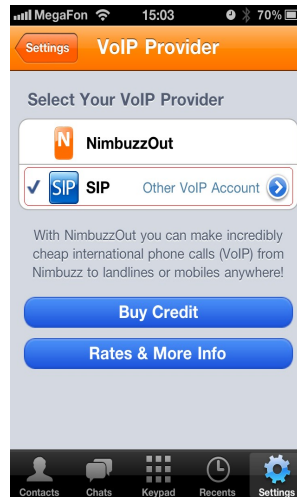 MegaFon 15:03 70%
Settings VoIP Provider
Select Your VoIP Provider
N NimbuzzOut
SIP SIP Other VoIP Account
With NimbuzzOut you can make incredibly
cheap international phone calls (VoIP) from
Nimbuzz to landlines or mobiles anywhere!
Buy Credit
Rates & More Info
Contacts Chats Keypad Recents Settings